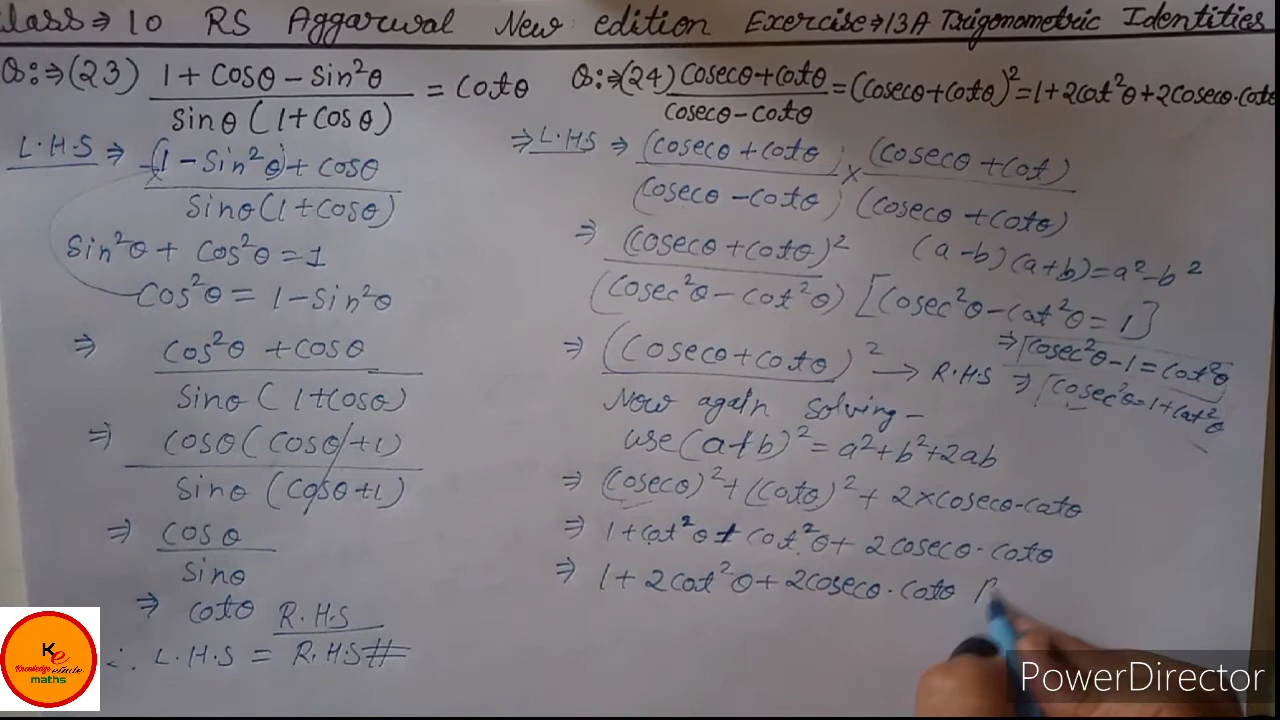 lass ⇒ 10 RS Aggarwal New edition Exercise ⇒ 13A Trigonometric Identities
Q: ⇒ (23) 1 + cosθ - sin²θ / sinθ (1 + cosθ) = cotθ
L.H.S ⇒ (1 - sin²θ) + cosθ / sinθ (1 + cosθ)
sin²θ + cos²θ = 1
cos²θ = 1 - sin²θ
⇒ cos²θ + cosθ / sinθ (1 + cosθ)
⇒ cosθ (cosθ + 1) / sinθ (cosθ + 1)
⇒ cosθ / sinθ
⇒ cotθ R.H.S
∴ L.H.S = R.H.S #
Q: ⇒ (24) cosecθ + cotθ / cosecθ - cotθ = (cosecθ + cotθ)² = 1 + 2cot²θ + 2cosecθ.cotθ
⇒ L.H.S ⇒ (cosecθ + cotθ) / (cosecθ - cotθ) × (cosecθ + cot) / (cosecθ + cotθ)
⇒ (cosecθ + cotθ)² / (cosec²θ - cot²θ) (a - b) (a + b) = a² - b²
[cosec²θ - cot²θ = 1]
⇒ [cosec²θ - 1 = cot²θ
⇒ (cosecθ + cotθ)² → R.H.S ⇒ [cosec²θ = 1 + cot²θ
Now again solving -
use (a + b)² = a² + b² + 2ab
⇒ (cosecθ)² + (cotθ)² + 2 × cosecθ.cotθ
⇒ 1 + cot²θ + cot²θ + 2cosecθ.cotθ
⇒ 1 + 2cot²θ + 2cosecθ.cotθ
Ke
Knowledge
maths
PowerDirector